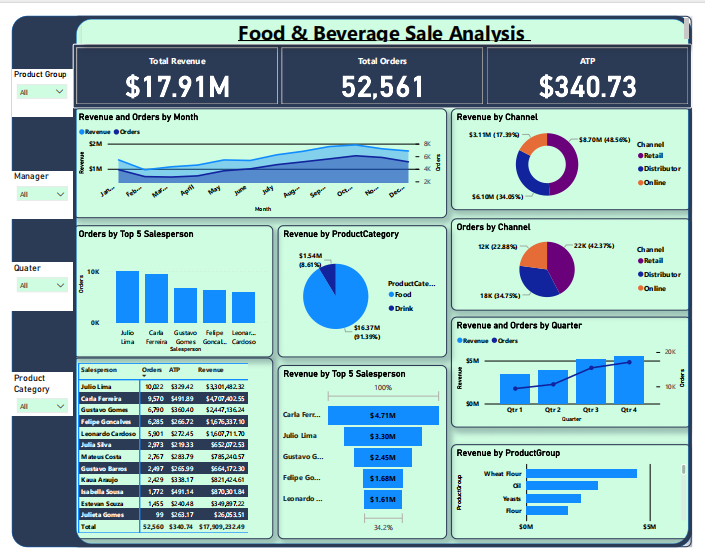 Food & Beverage Sale Analysis
Product Group
All
Manager
All
Quater
All
Product
Category
All
Total Revenue
$17.91M
Total Orders
52,561
ATP
$340.73
Revenue and Orders by Month
Revenue Orders
Revenue
$2M
$1M
8K
6K
4K
2K
Orders
Jan... Feb... Mar... April May June July Aug... Sep... Oct... No... Dec...
Month
Revenue by Channel
$3.11M (17.39%)
$8.70M (48.56%)
$6.10M (34.05%)
Channel
Retail
Distributor
Online
Orders by Top 5 Salesperson
Orders
10K
0K
Julio Lima
Carla Ferreira
Gustavo Gomes
Felipe Goncal...
Leonar... Cardoso
Salesperson
Revenue by ProductCategory
$1.54M
(8.61%)
$16.37M
(91.39%)
ProductCate...
Food
Drink
Orders by Channel
12K (22.88%)
22K (42.37%)
18K (34.75%)
Channel
Retail
Distributor
Online
Revenue and Orders by Quarter
Revenue Orders
Revenue
$5M
$0M
20K
10K
Orders
Qtr 1 Qtr 2 Qtr 3 Qtr 4
Quarter
Salesperson Orders ATP Revenue
Julio Lima 10,022 $329.42 $3,301,482.32
Carla Ferreira 9,570 $491.89 $4,707,402.55
Gustavo Gomes 6,790 $360.40 $2,447,136.24
Felipe Goncalves 6,285 $266.72 $1,676,337.10
Leonardo Cardoso 5,901 $272.45 $1,607,711.70
Julia Silva 2,973 $219.33 $652,072.53
Mateus Costa 2,767 $283.79 $785,240.57
Gustavo Barros 2,497 $265.99 $664,172.30
Kaua Araujo 2,429 $338.17 $821,424.61
Isabella Sousa 1,772 $491.14 $870,301.84
Estevan Souza 1,455 $240.48 $349,897.22
Julieta Gomes 99 $263.17 $26,053.51
Total 52,560 $340.74 $17,909,232.49
Revenue by Top 5 Salesperson
100%
Carla Ferr... $4.71M
Julio Lima $3.30M
Gustavo G... $2.45M
Felipe Go... $1.68M
Leonardo ... $1.61M
34.2%
Revenue by ProductGroup
ProductGroup
Wheat Flour
Oil
Yeasts
Flour
$0M $5M